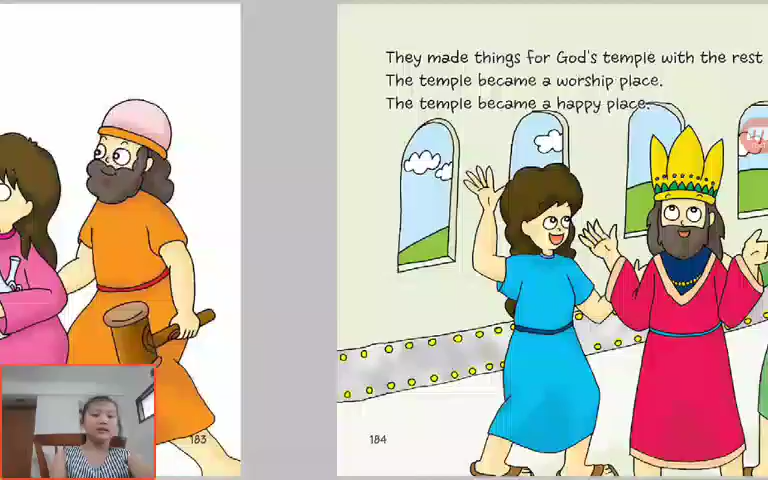 They made things for God's temple with the rest
The temple became a worship place.
The temple became a happy place.
183
184